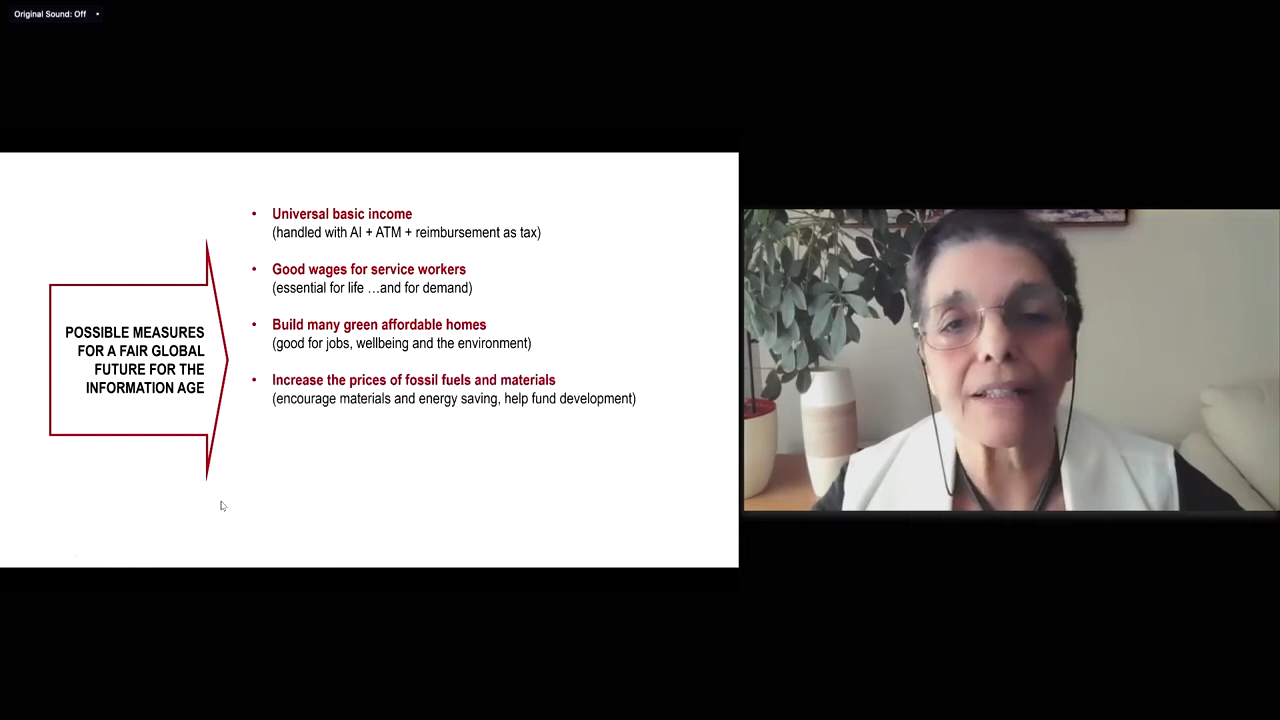 Original Sound: Off
POSSIBLE MEASURES
FOR A FAIR GLOBAL
FUTURE FOR THE
INFORMATION AGE
• Universal basic income
(handled with AI + ATM + reimbursement as tax)
• Good wages for service workers
(essential for life …and for demand)
• Build many green affordable homes
(good for jobs, wellbeing and the environment)
• Increase the prices of fossil fuels and materials
(encourage materials and energy saving, help fund development)